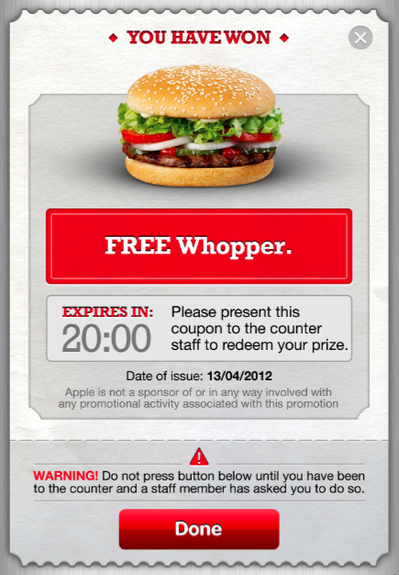 YOU HAVE WON
FREE Whopper.
EXPIRES IN:
20:00
Please present this
coupon to the counter
staff to redeem your prize.
Date of issue: 13/04/2012
Apple is not a sponsor of or in any way involved with
any promotional activity associated with this promotion
WARNING! Do not press button below until you have been
to the counter and a staff member has asked you to do so.
Done